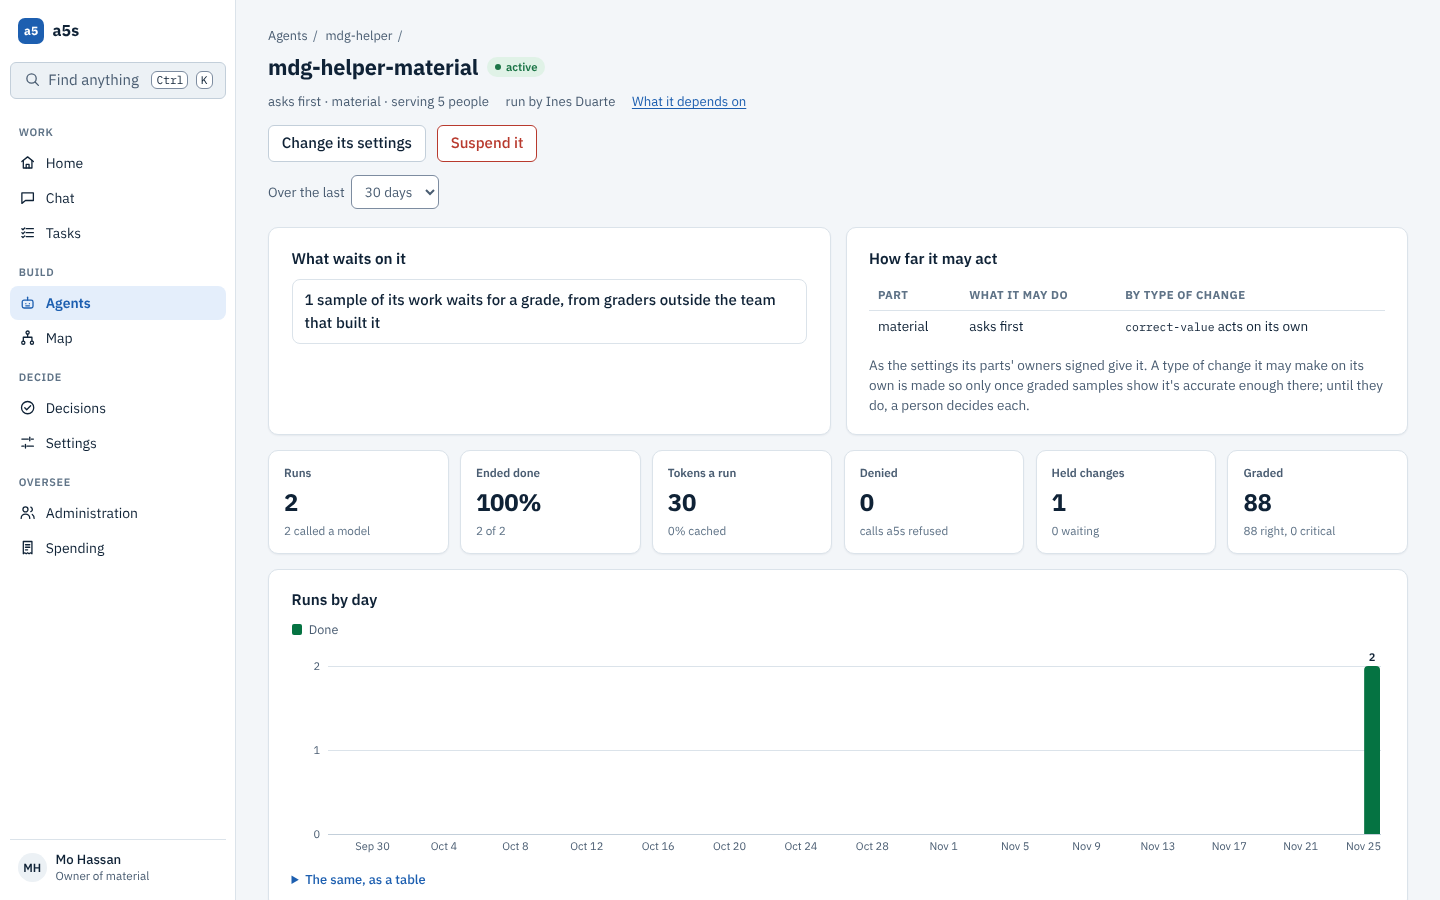 a5 a5s
Find anything Ctrl K
WORK
Home
Chat
Tasks
BUILD
Agents
Map
DECIDE
Decisions
Settings
OVERSEE
Administration
Spending
MH Mo Hassan
Owner of material
Agents / mdg-helper /
mdg-helper-material active
asks first · material · serving 5 people run by Ines Duarte What it depends on
Change its settings Suspend it
Over the last 30 days
What waits on it
1 sample of its work waits for a grade, from graders outside the team
that built it
How far it may act
PART WHAT IT MAY DO BY TYPE OF CHANGE
material asks first correct-value acts on its own
As the settings its parts' owners signed give it. A type of change it may make on its
own is made so only once graded samples show it's accurate enough there; until they
do, a person decides each.
Runs
2
2 called a model
Ended done
100%
2 of 2
Tokens a run
30
0% cached
Denied
0
calls a5s refused
Held changes
1
0 waiting
Graded
88
88 right, 0 critical
Runs by day
Done
2
2
1
0
Sep 30 Oct 4 Oct 8 Oct 12 Oct 16 Oct 20 Oct 24 Oct 28 Nov 1 Nov 5 Nov 9 Nov 13 Nov 17 Nov 21 Nov 25
The same, as a table